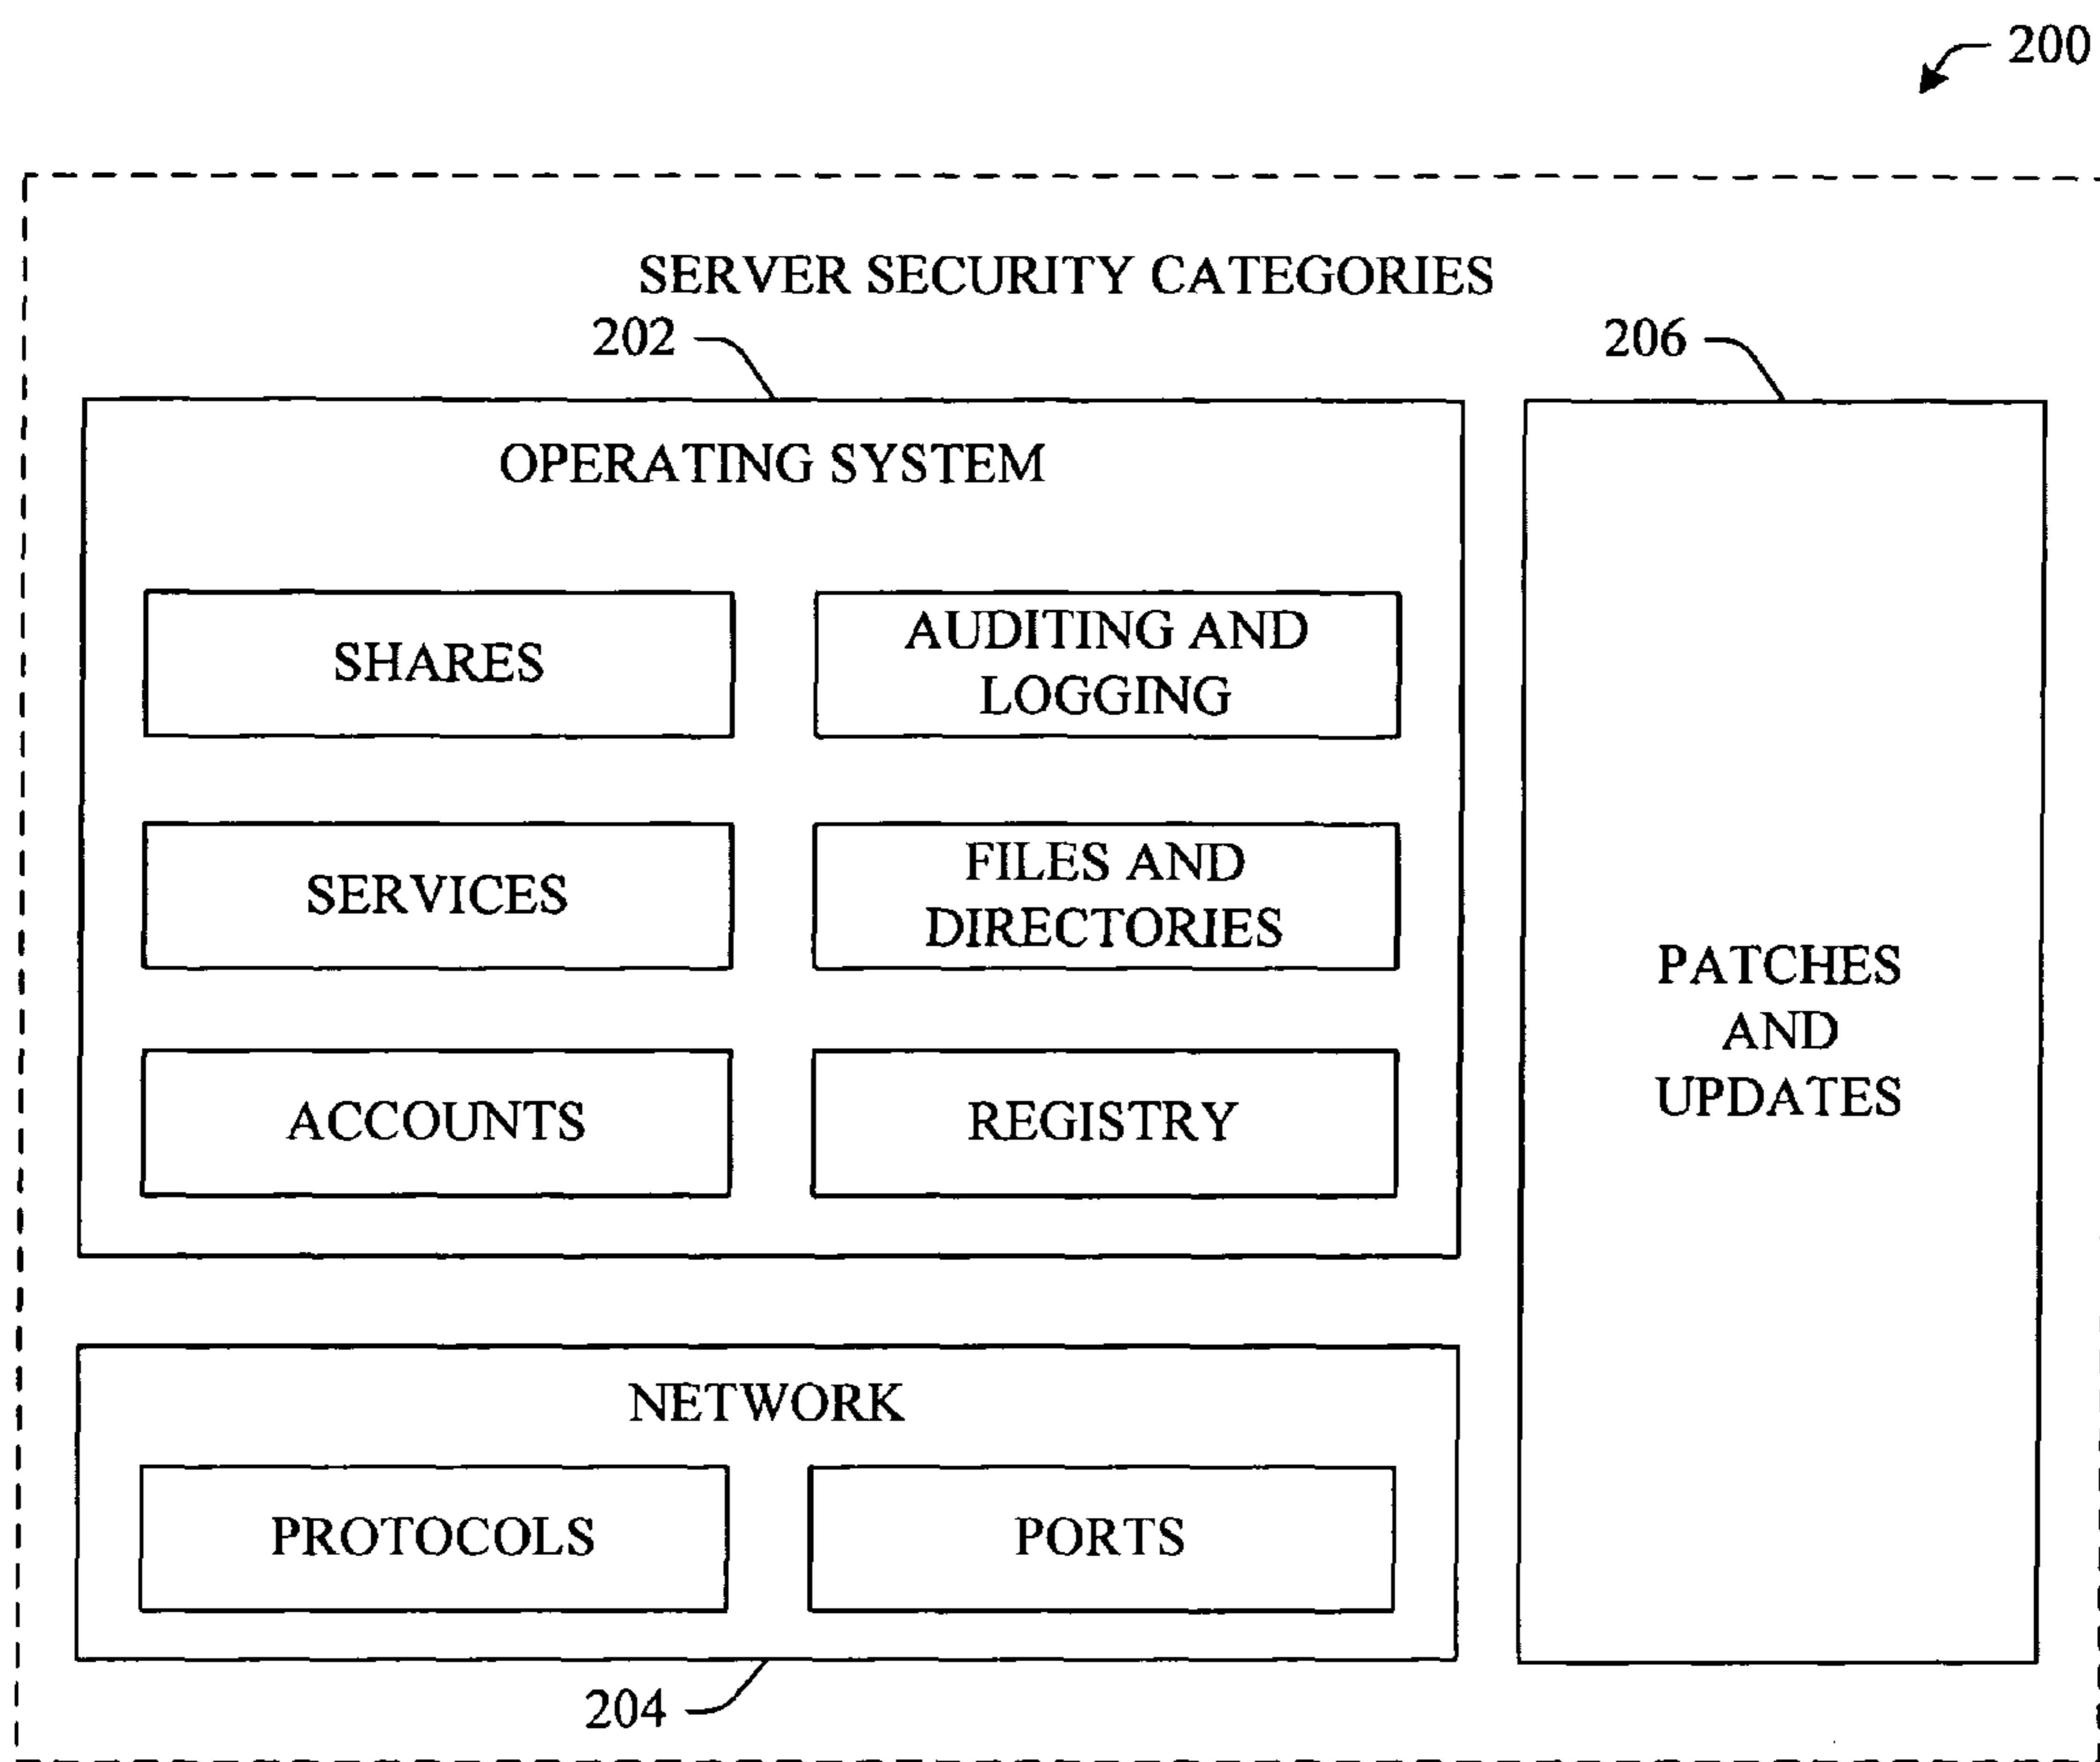 200
SERVER SECURITY CATEGORIES
202
206
OPERATING SYSTEM
SHARES
AUDITING AND
LOGGING
SERVICES
FILES AND
DIRECTORIES
ACCOUNTS
REGISTRY
PATCHES
AND
UPDATES
NETWORK
PROTOCOLS
PORTS
204